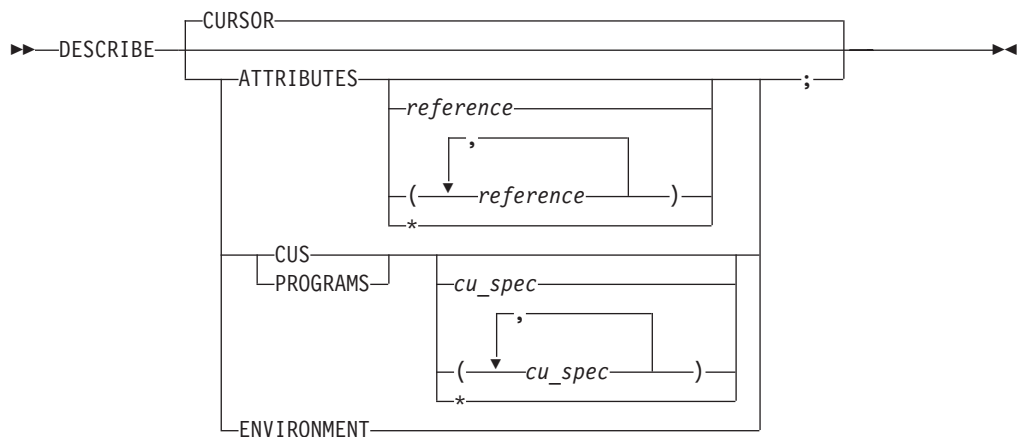 CURSOR
DESCRIBE
ATTRIBUTES
;
reference
,
( reference )
*
CUS
PROGRAMS
cu_spec
,
( cu_spec )
*
ENVIRONMENT